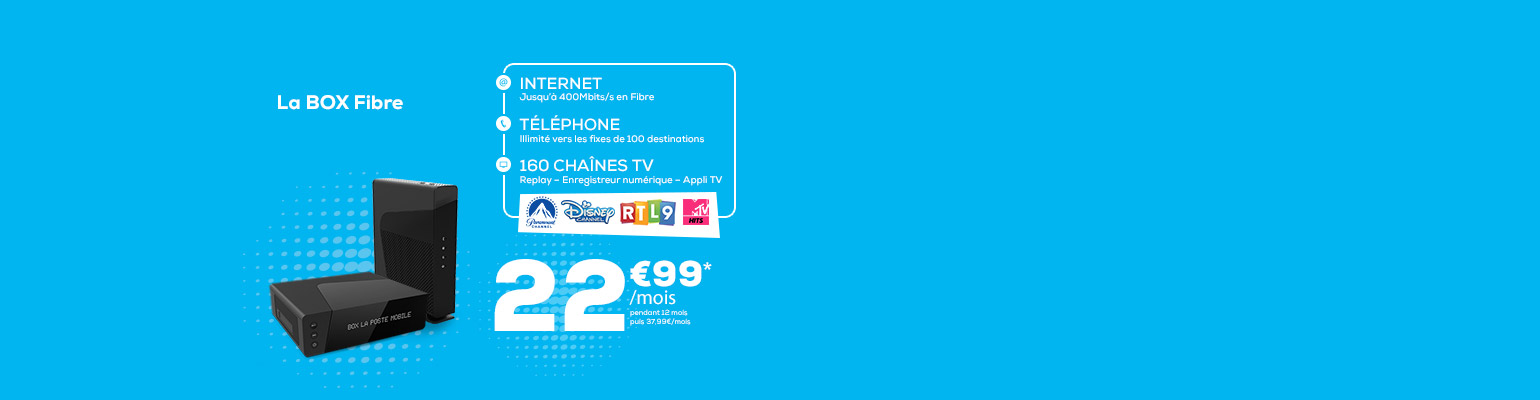 La BOX Fibre
INTERNET
Jusqu'à 400Mbits/s en Fibre
TÉLÉPHONE
Illimité vers les fixes de 100 destinations
160 CHAÎNES TV
Replay – Enregistreur numérique – Appli TV
Paramount CHANNEL
DISNEY CHANNEL
RTL9
MTV HITS
22€99*
/mois
pendant 12 mois
puis 37,99€/mois
BOX LA POSTE MOBILE